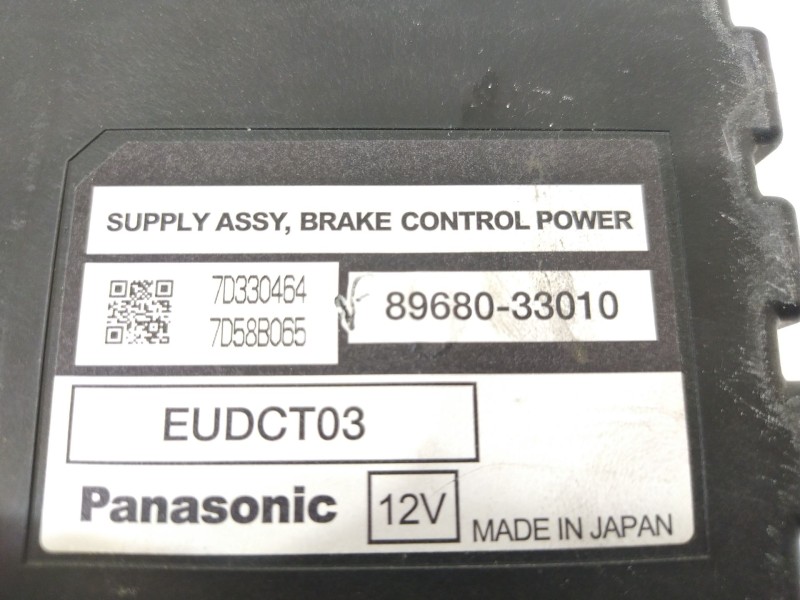 SUPPLY ASSY, BRAKE CONTROL POWER
7D330464
7D58B065
89680-33010
EUDCT03
Panasonic
12V
MADE IN JAPAN